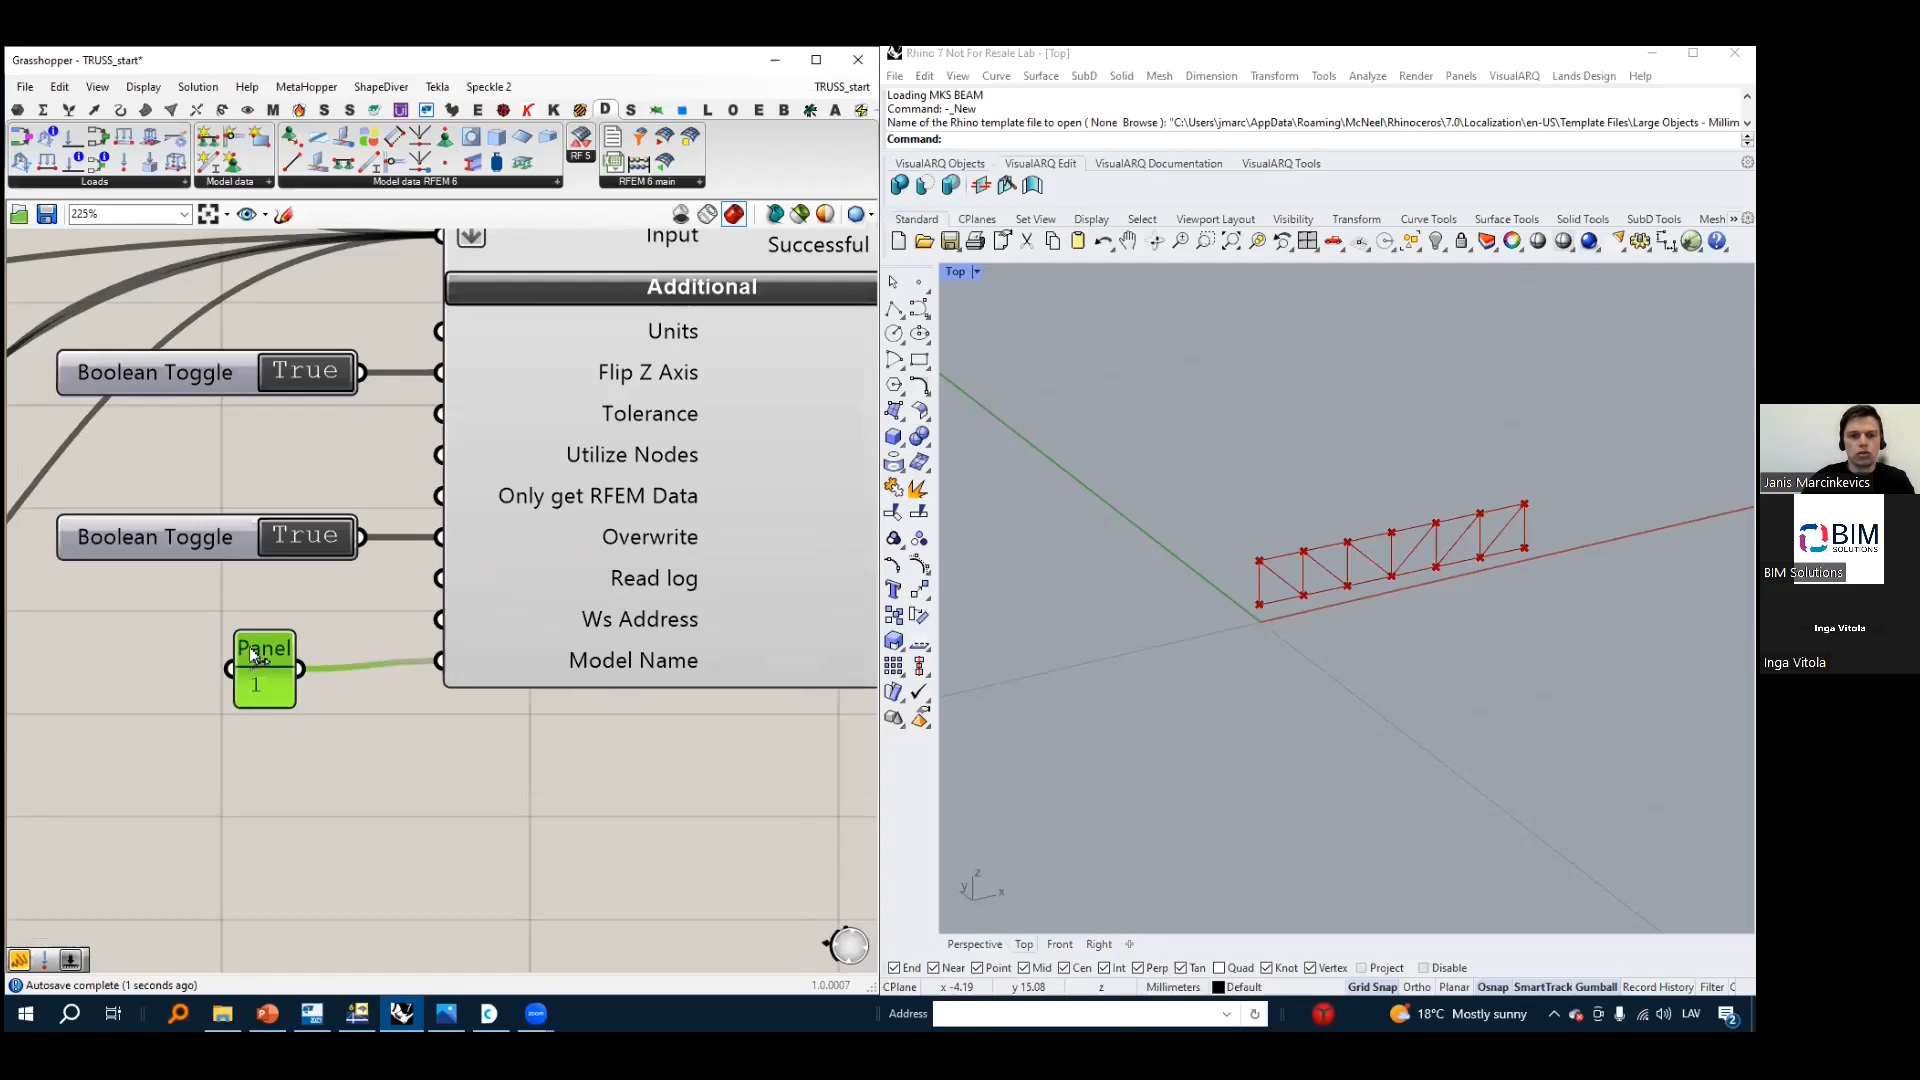 Grasshopper - TRUSS_start*
File Edit View Display Solution Help MetaHopper ShapeDiver Tekla Speckle 2 TRUSS_start
M S S E K K D S L O E B A
RF 5
Loads Model data Model data RFEM 6 RFEM 6 main
225%
Input
Successful
Additional
Units
Boolean Toggle True
Flip Z Axis
Tolerance
Utilize Nodes
Only get RFEM Data
Boolean Toggle True
Overwrite
Read log
Ws Address
Panel
1
Model Name
Autosave complete (1 seconds ago)
1.0.0007
Rhino 7 Not For Resale Lab - [Top]
File Edit View Curve Surface SubD Solid Mesh Dimension Transform Tools Analyze Render Panels VisualARQ Lands Design Help
Loading MKS BEAM
Command: -_New
Name of the Rhino template file to open ( None Browse ): "C:\Users\jmarc\AppData\Roaming\McNeel\Rhinoceros\7.0\Localization\en-US\Template Files\Large Objects - Millim
Command:
VisualARQ Objects VisualARQ Edit VisualARQ Documentation VisualARQ Tools
Standard CPlanes Set View Display Select Viewport Layout Visibility Transform Curve Tools Surface Tools Solid Tools SubD Tools Mesh »
Top
z
y
x
Perspective Top Front Right
End Near Point Mid Cen Int Perp Tan Quad Knot Vertex Project Disable
CPlane x -4.19 y 15.08 z Millimeters Default Grid Snap Ortho Planar Osnap SmartTrack Gumball Record History Filter C
Address
zoom
18°C Mostly sunny
LAV
2
Janis Marcinkevics
BIM
SOLUTIONS
BIM Solutions
Inga Vitola
Inga Vitola